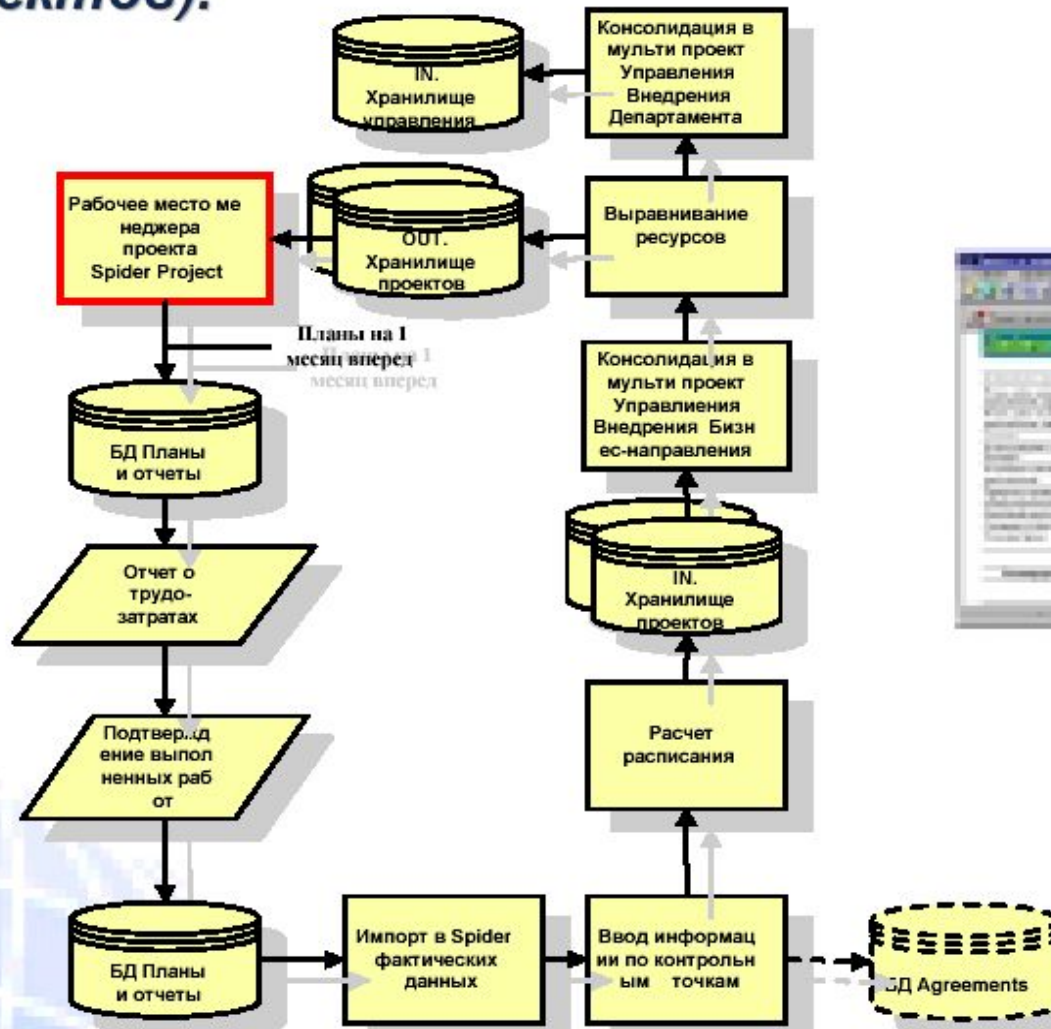 ектов).
Консолидация в
мульти проект
Управления
Внедрения
Департамента
IN.
Хранилище
управления
Рабочее место ме
неджера
проекта
Spider Project
OUT.
Хранилище
проектов
Выравнивание
ресурсов
Планы на 1
месяц вперед
Консолидация в
мульти проект
Управлиения
Внедрения Бизн
ес-направления
БД Планы
и отчеты
IN.
Хранилище
проектов
Отчет о
трудо-
затратах
Расчет
расписания
Подтвержд
ение выпол
ненных раб
от
БД Планы
и отчеты
Импорт в Spider
фактических
данных
Ввод информац
ии по контрольн
ым точкам
БД Agreements